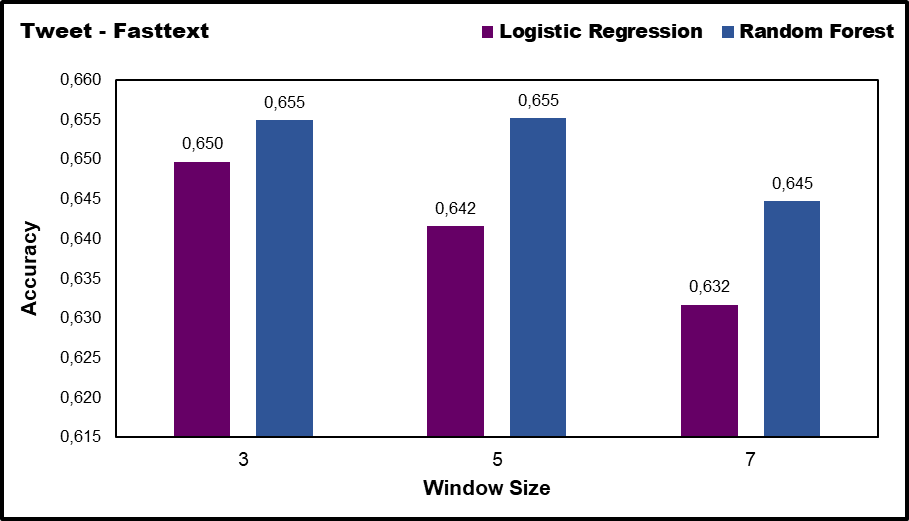 Tweet - Fasttext
Logistic Regression Random Forest
0,660
0,655
0,650
0,645
0,640
0,635
0,630
0,625
0,620
0,615
Accuracy
0,650 0,655 0,642 0,655 0,632 0,645
3 5 7
Window Size